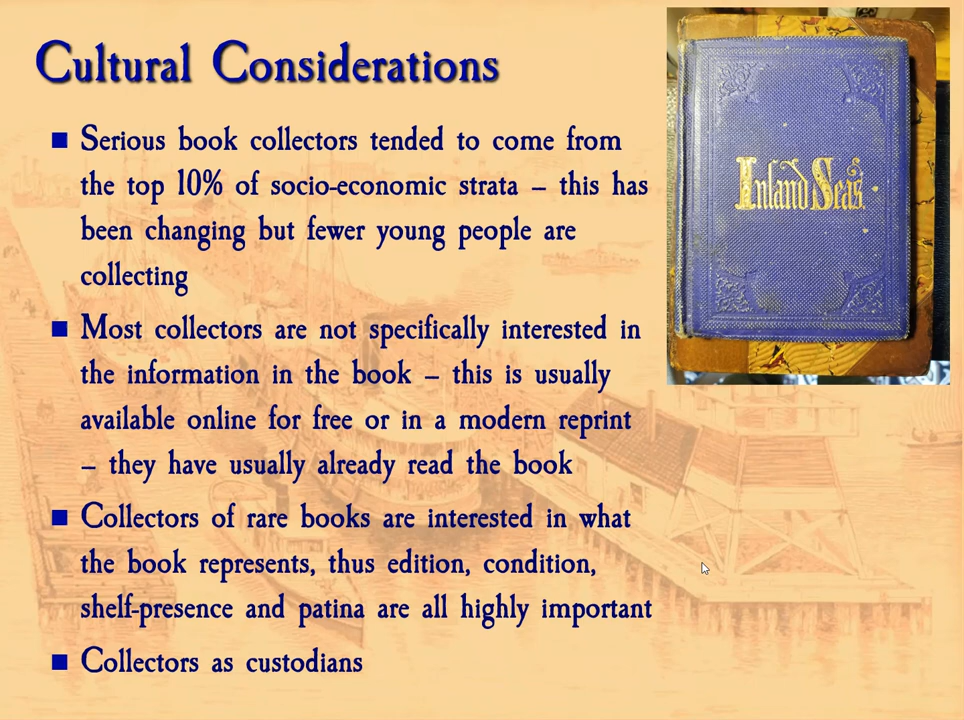 Cultural Considerations
■ Serious book collectors tended to come from
the top 10% of socio-economic strata – this has
been changing but fewer young people are
collecting
■ Most collectors are not specifically interested in
the information in the book – this is usually
available online for free or in a modern reprint
– they have usually already read the book
■ Collectors of rare books are interested in what
the book represents, thus edition, condition,
shelf-presence and patina are all highly important
■ Collectors as custodians
Inland Seas